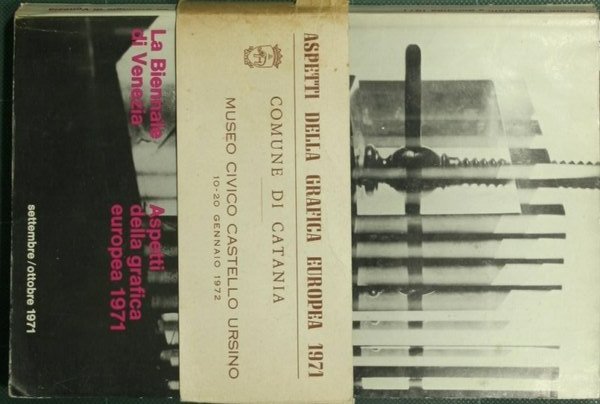 La Biennale
di Venezia
Aspetti
della grafica
europea 1971
settembre/ottobre 1971
ASPETTI DELLA GRAFICA EUROPEA 1971
COMUNE DI CATANIA
MUSEO CIVICO CASTELLO URSINO
10-20 GENNAIO 1972